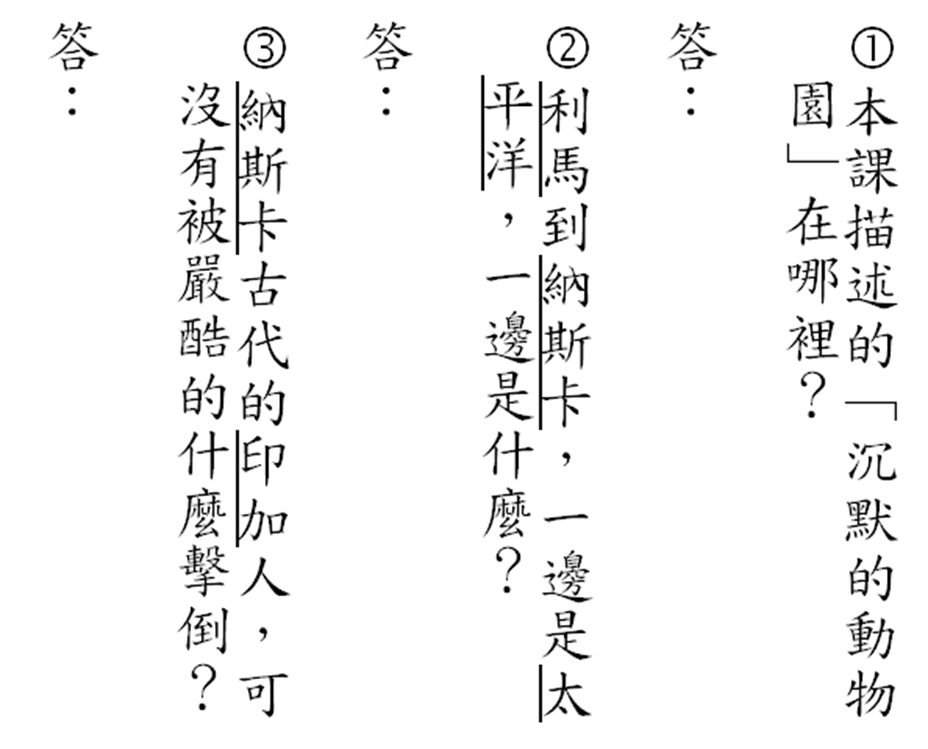 ①本課描述的「沉默的動物
園」在哪裡？
答：
②利馬到納斯卡，一邊是太
平洋，一邊是什麼？
答：
③納斯卡古代的印加人，可
沒有被嚴酷的什麼擊倒？
答：